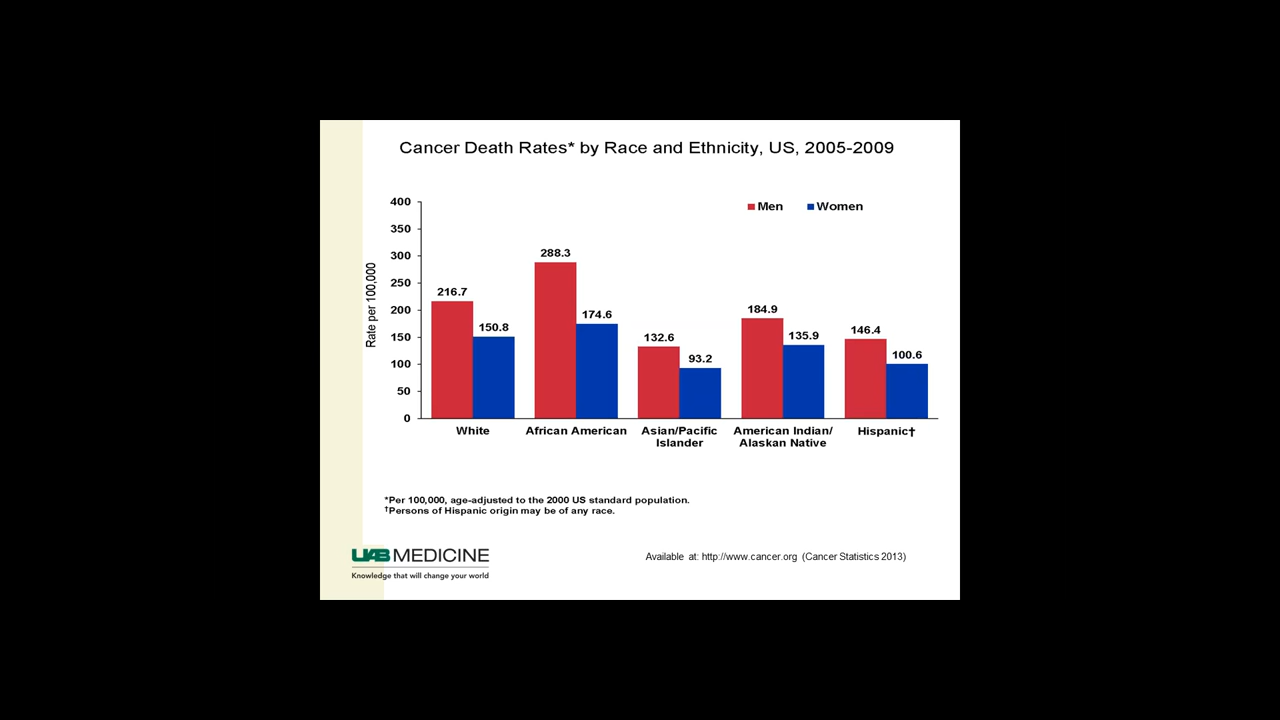 Cancer Death Rates* by Race and Ethnicity, US, 2005-2009
400
350
300
250
200
150
100
50
0
Rate per 100,000
Men
Women
216.7
150.8
288.3
174.6
132.6
93.2
184.9
135.9
146.4
100.6
White
African American
Asian/Pacific
Islander
American Indian/
Alaskan Native
Hispanic†
*Per 100,000, age-adjusted to the 2000 US standard population.
†Persons of Hispanic origin may be of any race.
UAB MEDICINE
Knowledge that will change your world
Available at: http://www.cancer.org (Cancer Statistics 2013)